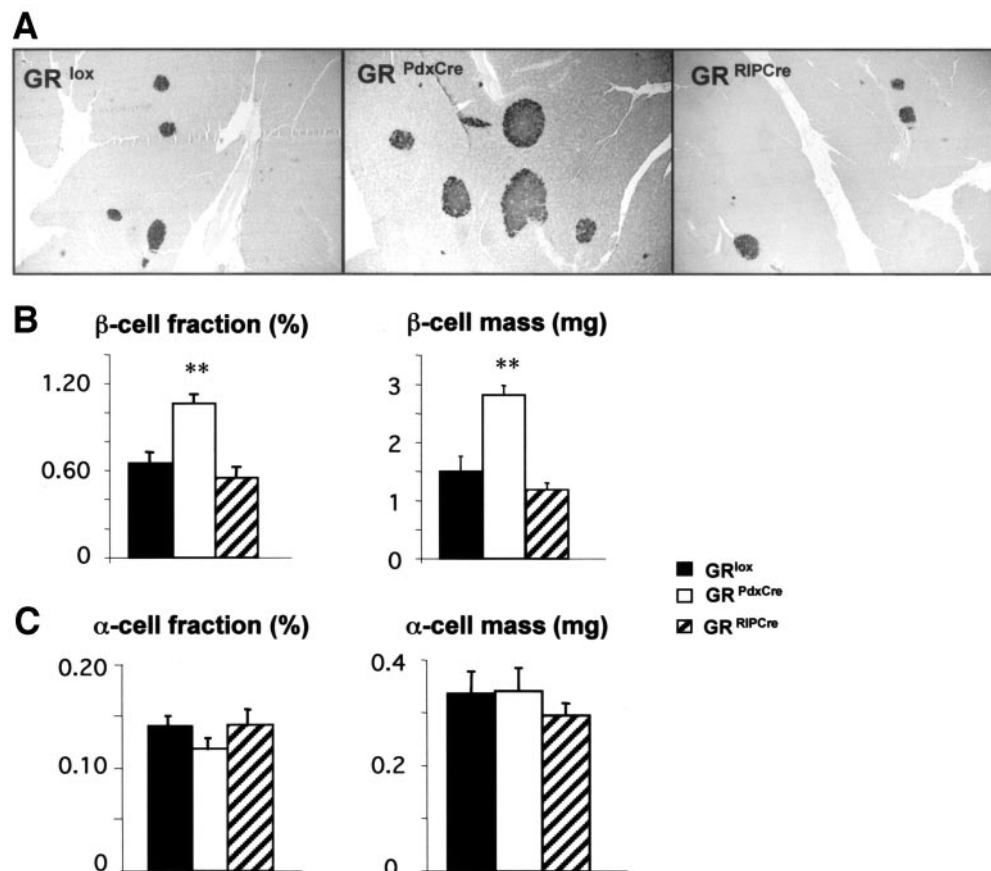 A
GR lox
GR PdxCre
GR RIPCre
B
β-cell fraction (%)
β-cell mass (mg)
**
**
1.20
0.60
0
3
2
1
0
GRlox
GR PdxCre
GR RIPCre
C
α-cell fraction (%)
α-cell mass (mg)
0.20
0.10
0
0.4
0.2
0